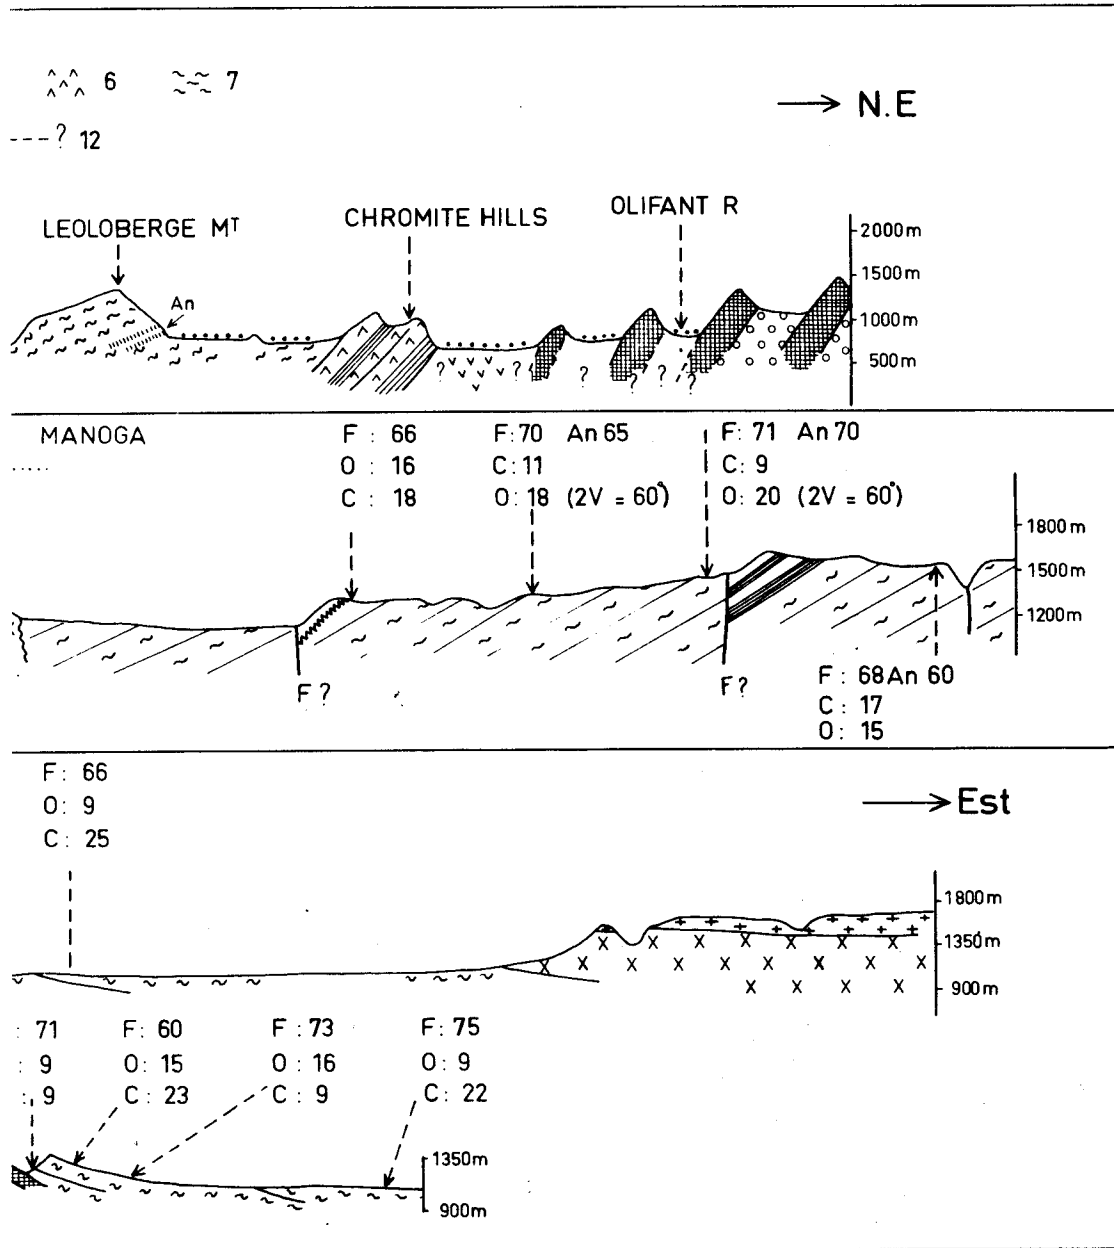 6 7
N.E
---? 12
OLIFANT R
LEOLOBERGE MT CHROMITE HILLS
2000m
An 1500m
1000m
500m
? ? ? ? ? ?
MANOGA F : 66 F:70 An 65 F: 71 An 70
..... O : 16 C:11 C: 9
C : 18 O: 18 (2V = 60°) O: 20 (2V = 60°)
1800m
1500m
1200m
F ? F? F : 68 An 60
C : 17
O : 15
F: 66
O: 9 Est
C: 25
1800m
1350m
900m
: 71 F: 60 F : 73 F: 75
: 9 O: 15 O : 16 O: 9
: 9 C: 23 C : 9 C: 22
1350m
900m